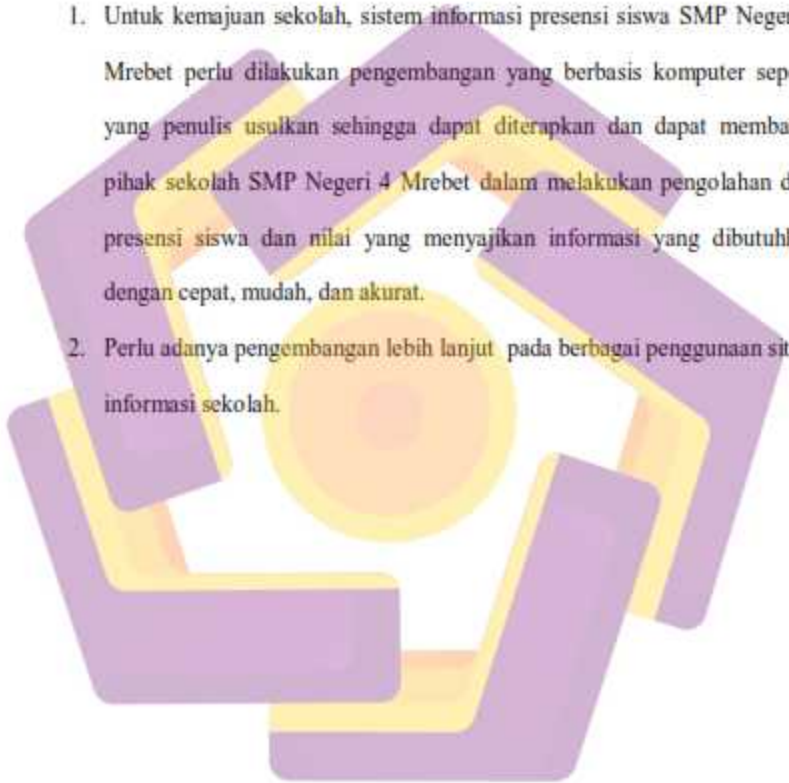 1. Untuk kemajuan sekolah, sistem informasi presensi siswa SMP Neger
Mrebet perlu dilakukan pengembangan yang berbasis komputer sep
yang penulis usulkan sehingga dapat diterapkan dan dapat memba
pihak sekolah SMP Negeri 4 Mrebet dalam melakukan pengolahan d
presensi siswa dan nilai yang menyajikan informasi yang dibutuhl
dengan cepat, mudah, dan akurat.
2. Perlu adanya pengembangan lebih lanjut pada berbagai penggunaan sit
informasi sekolah.